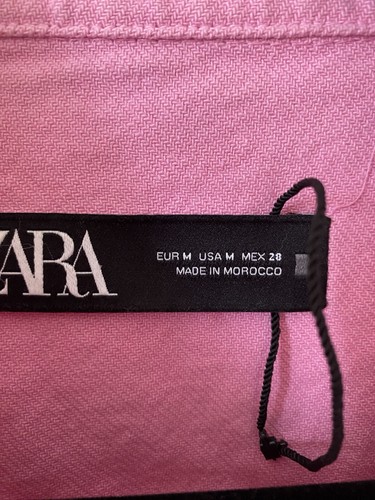 ZARA
EUR M USA M MEX 28
MADE IN MOROCCO